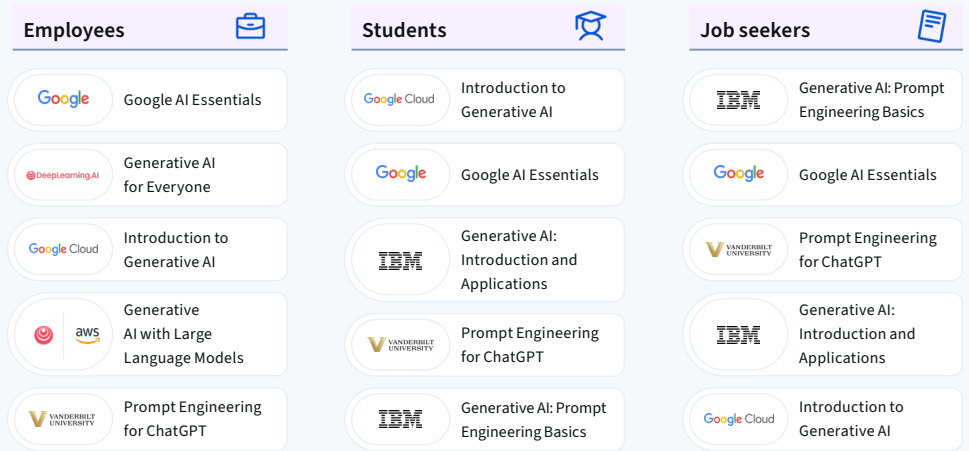 Employees
Google
Google AI Essentials
DeepLearning.AI
Generative AI
for Everyone
Google Cloud
Introduction to
Generative AI
aws
Generative
AI with Large
Language Models
VANDERBILT
UNIVERSITY
Prompt Engineering
for ChatGPT
Students
Google Cloud
Introduction to
Generative AI
Google
Google AI Essentials
IBM
Generative AI:
Introduction and
Applications
VANDERBILT
UNIVERSITY
Prompt Engineering
for ChatGPT
IBM
Generative AI: Prompt
Engineering Basics
Job seekers
IBM
Generative AI: Prompt
Engineering Basics
Google
Google AI Essentials
VANDERBILT
UNIVERSITY
Prompt Engineering
for ChatGPT
IBM
Generative AI:
Introduction and
Applications
Google Cloud
Introduction to
Generative AI